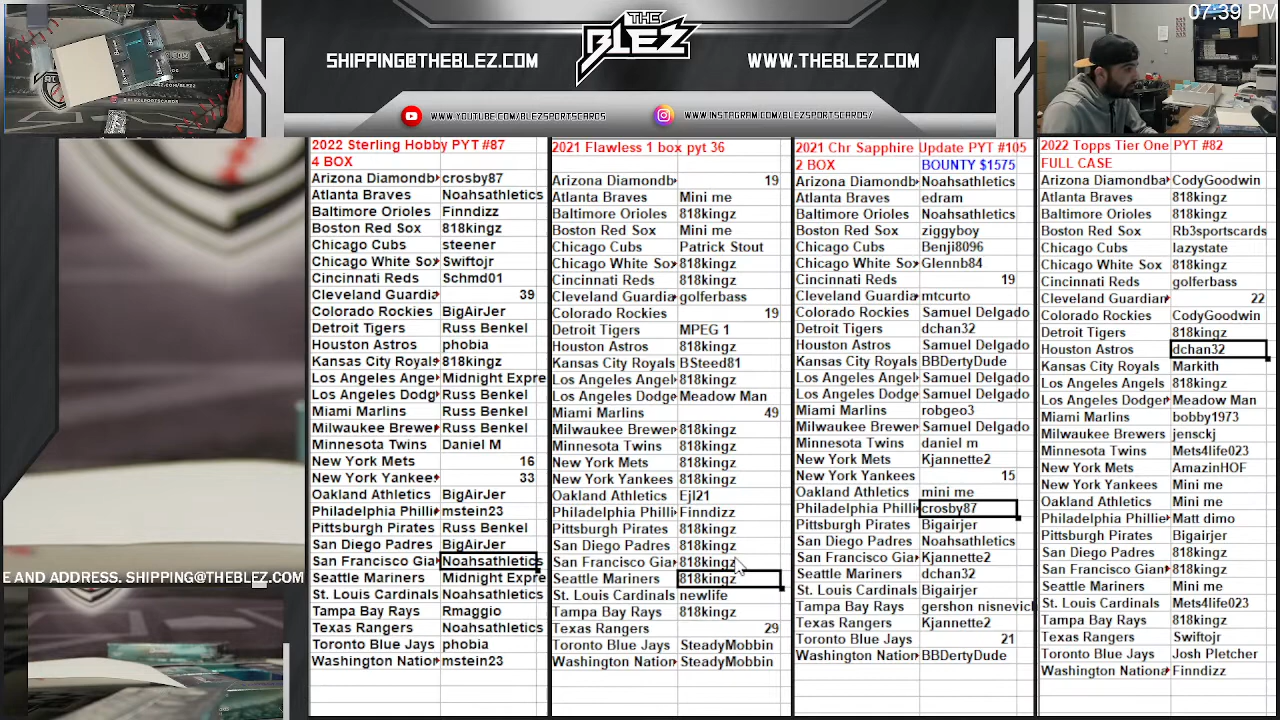 07:39 PM
THE
BLEZ
SHIPPING@THEBLEZ.COM
WWW.THEBLEZ.COM
WWW.YOUTUBE.COM/BLEZSPORTSCARDS
WWW.INSTAGRAM.COM/BLEZSPORTSCARDS/
2022 Sterling Hobby PYT #87
4 BOX
Arizona Diamondb crosby87
Atlanta Braves Noahsathletics
Baltimore Orioles Finndizz
Boston Red Sox 818kingz
Chicago Cubs steener
Chicago White So Swiftojr
Cincinnati Reds Schmd01
Cleveland Guardia 39
Colorado Rockies BigAirJer
Detroit Tigers Russ Benkel
Houston Astros phobia
Kansas City Royals 818kingz
Los Angeles Ange Midnight Expre
Los Angeles Dodg Russ Benkel
Miami Marlins Russ Benkel
Milwaukee Brewe Russ Benkel
Minnesota Twins Daniel M
New York Mets 16
New York Yankee 33
Oakland Athletics BigAirJer
Philadelphia Philli mstein23
Pittsburgh Pirates Russ Benkel
San Diego Padres BigAirJer
San Francisco Gia Noahsathletics
Seattle Mariners Midnight Expre
St. Louis Cardinals Noahsathletics
Tampa Bay Rays Rmaggio
Texas Rangers Noahsathletics
Toronto Blue Jays phobia
Washington Nation mstein23
2021 Flawless 1 box pyt 36
Arizona Diamondb 19
Atlanta Braves Mini me
Baltimore Orioles 818kingz
Boston Red Sox Mini me
Chicago Cubs Patrick Stout
Chicago White So 818kingz
Cincinnati Reds 818kingz
Cleveland Guardia golferbass
Colorado Rockies 19
Detroit Tigers MPEG 1
Houston Astros 818kingz
Kansas City Royals BSteed81
Los Angeles Angel 818kingz
Los Angeles Dodge Meadow Man
Miami Marlins 49
Milwaukee Brewer 818kingz
Minnesota Twins 818kingz
New York Mets 818kingz
New York Yankees 818kingz
Oakland Athletics Ejl21
Philadelphia Philli Finndizz
Pittsburgh Pirates 818kingz
San Diego Padres 818kingz
San Francisco Gia 818kingz
Seattle Mariners 818kingz
St. Louis Cardinals newlife
Tampa Bay Rays 818kingz
Texas Rangers 29
Toronto Blue Jays SteadyMobbin
Washington Nation SteadyMobbin
2021 Chr Sapphire Update PYT #105
2 BOX BOUNTY $1575
Arizona Diamondb Noahsathletics
Atlanta Braves edram
Baltimore Orioles Noahsathletics
Boston Red Sox ziggyboy
Chicago Cubs Benji8096
Chicago White So Glennb84
Cincinnati Reds 19
Cleveland Guardia mtcurto
Colorado Rockies Samuel Delgado
Detroit Tigers dchan32
Houston Astros Samuel Delgado
Kansas City Royals BBDertyDude
Los Angeles Angel Samuel Delgado
Los Angeles Dodge Samuel Delgado
Miami Marlins robgeo3
Milwaukee Brewer Samuel Delgado
Minnesota Twins daniel m
New York Mets Kjannette2
New York Yankees 15
Oakland Athletics mini me
Philadelphia Philli crosby87
Pittsburgh Pirates Bigairjer
San Diego Padres Noahsathletics
San Francisco Gia Kjannette2
Seattle Mariners dchan32
St. Louis Cardinals Bigairjer
Tampa Bay Rays gershon nisnevicl
Texas Rangers Kjannette2
Toronto Blue Jays 21
Washington Nation BBDertyDude
2022 Topps Tier One PYT #82
FULL CASE
Arizona Diamondba CodyGoodwin
Atlanta Braves 818kingz
Baltimore Orioles 818kingz
Boston Red Sox Rb3sportscards
Chicago Cubs lazystate
Chicago White Sox 818kingz
Cincinnati Reds golferbass
Cleveland Guardian 22
Colorado Rockies CodyGoodwin
Detroit Tigers 818kingz
Houston Astros dchan32
Kansas City Royals Markith
Los Angeles Angels 818kingz
Los Angeles Dodger Meadow Man
Miami Marlins bobby1973
Milwaukee Brewers jensckj
Minnesota Twins Mets4life023
New York Mets AmazinHOF
New York Yankees Mini me
Oakland Athletics Mini me
Philadelphia Phillie Matt dimo
Pittsburgh Pirates Bigairjer
San Diego Padres 818kingz
San Francisco Gian 818kingz
Seattle Mariners Mini me
St. Louis Cardinals Mets4life023
Tampa Bay Rays 818kingz
Texas Rangers Swiftojr
Toronto Blue Jays Josh Pletcher
Washington Nationa Finndizz
E AND ADDRESS. SHIPPING@THEBLEZ.COM